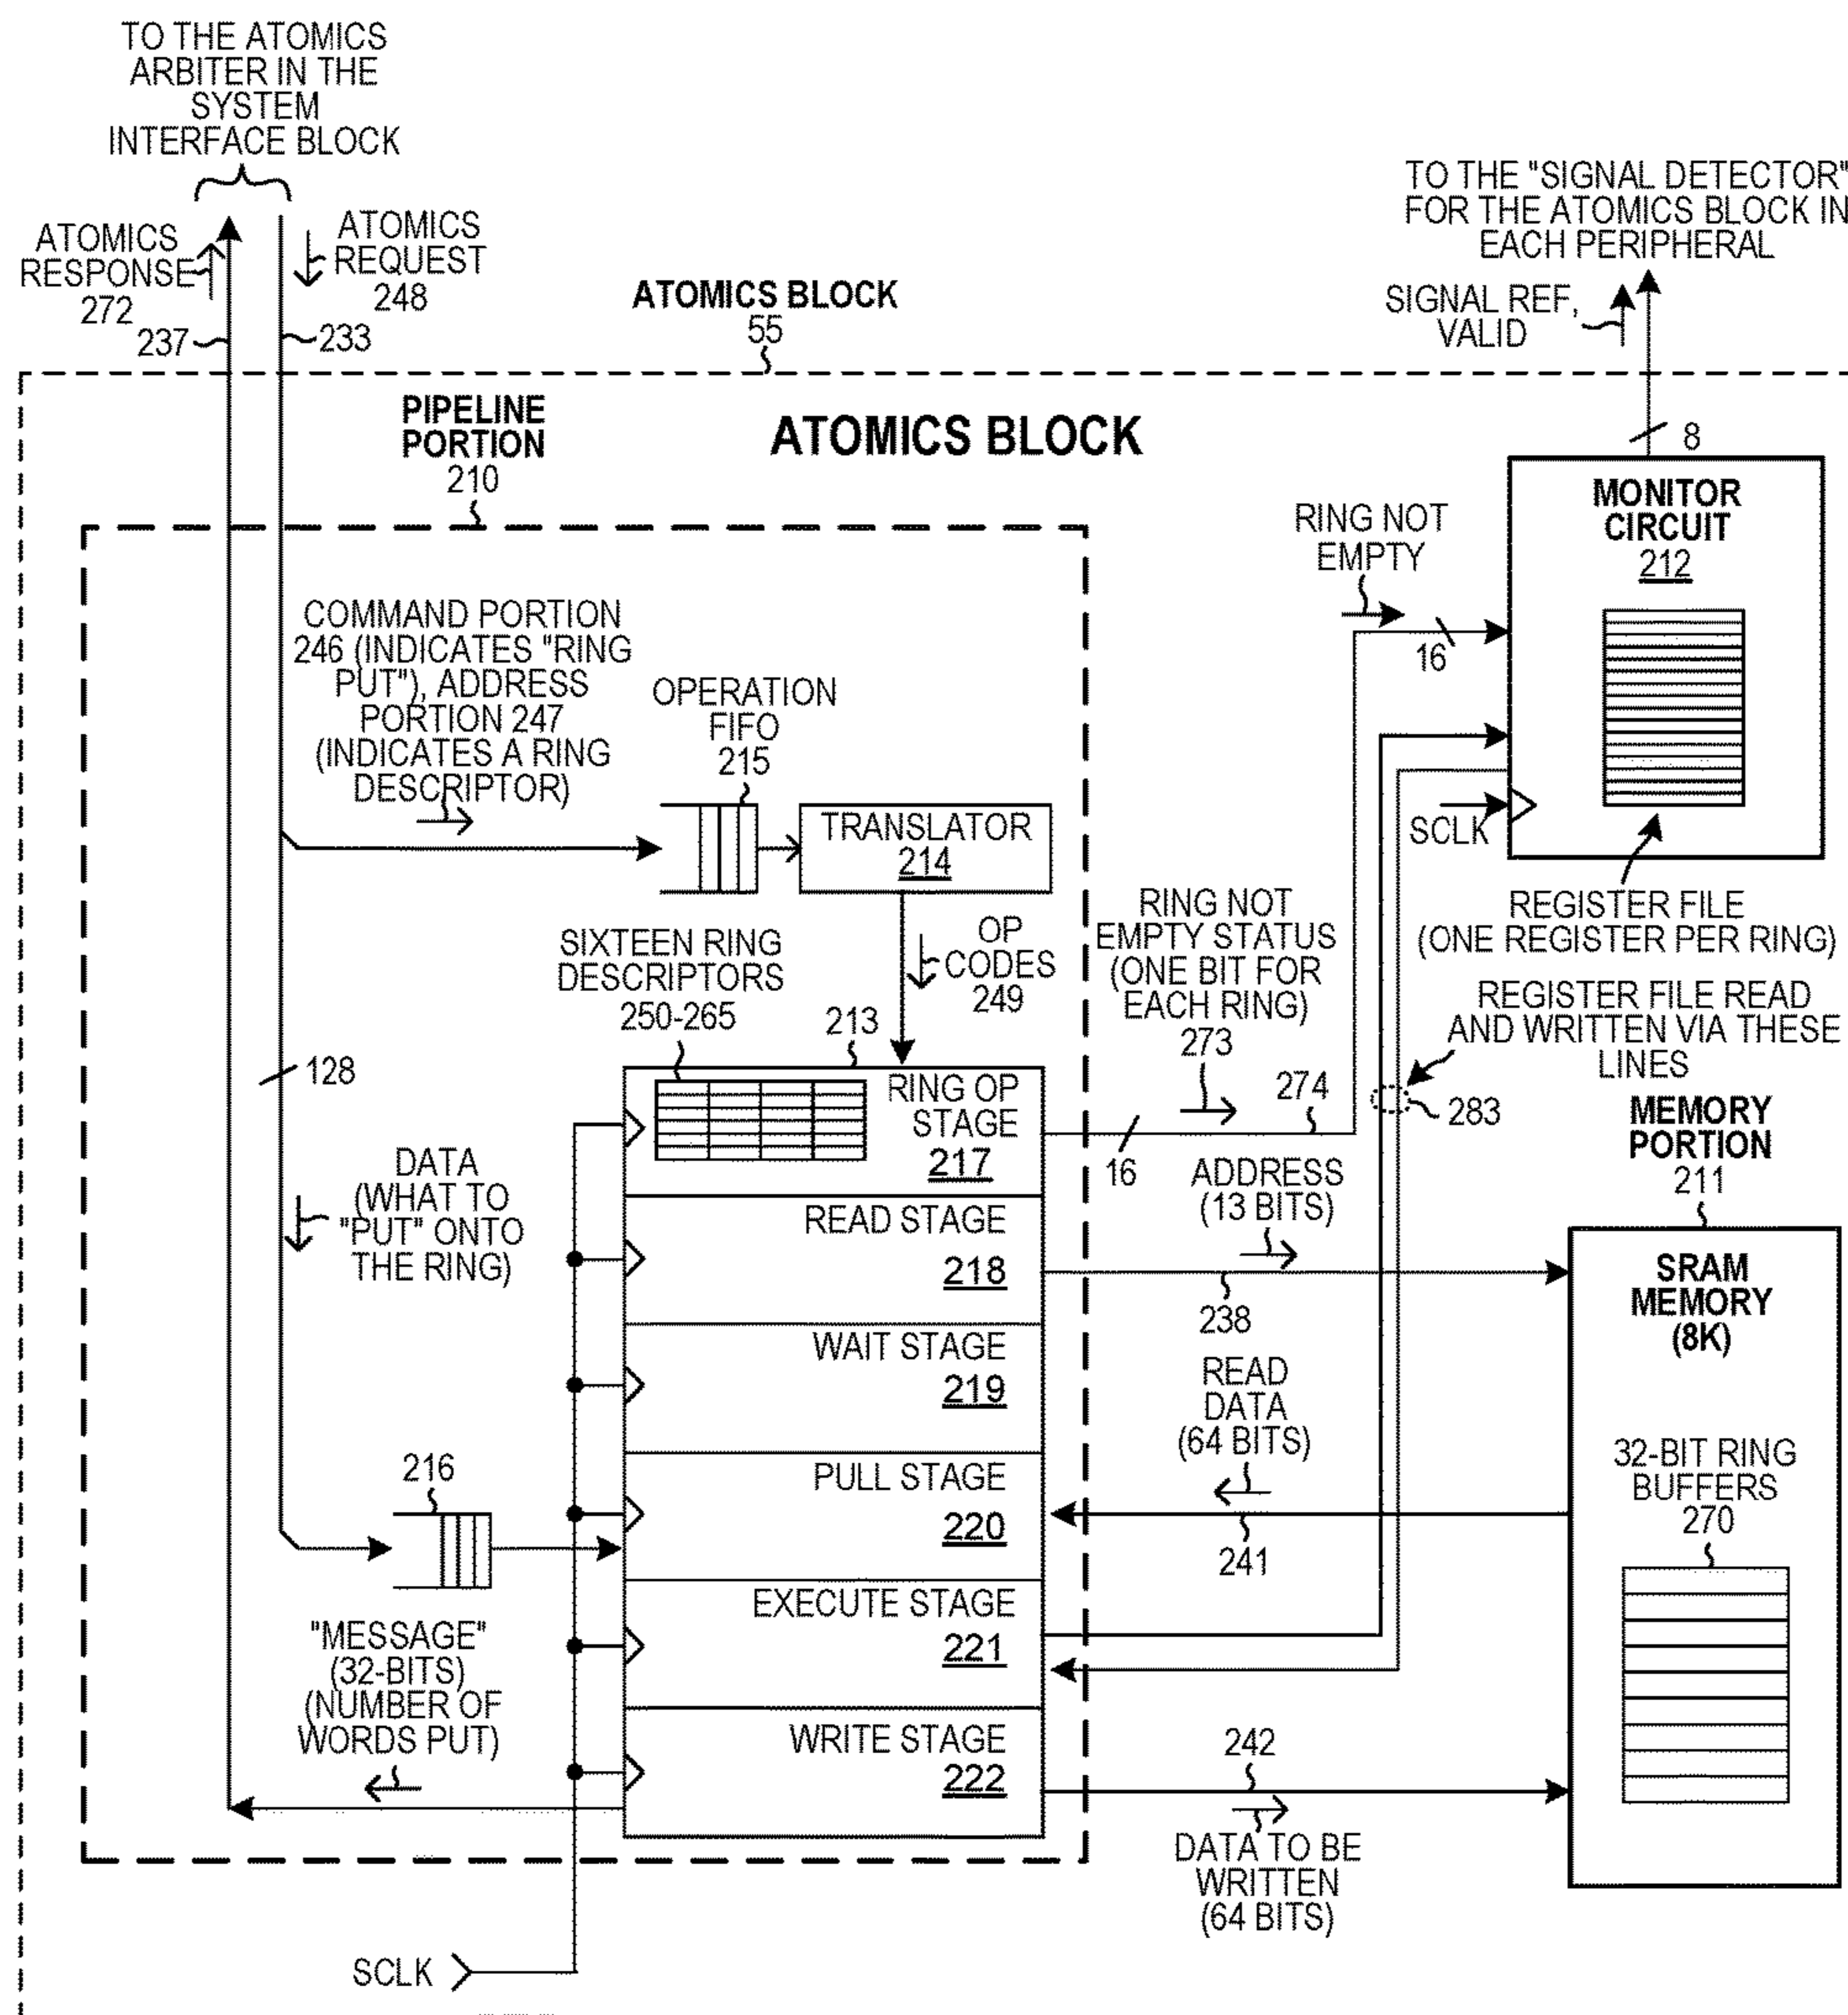 TO THE ATOMICS
ARBITER IN THE
SYSTEM
INTERFACE BLOCK
ATOMICS
RESPONSE
272
237
ATOMICS
REQUEST
248
233
ATOMICS BLOCK
55
TO THE "SIGNAL DETECTOR"
FOR THE ATOMICS BLOCK IN
EACH PERIPHERAL
SIGNAL REF,
VALID
8
PIPELINE
PORTION
210
ATOMICS BLOCK
MONITOR
CIRCUIT
212
RING NOT
EMPTY
16
SCLK
REGISTER FILE
(ONE REGISTER PER RING)
REGISTER FILE READ
AND WRITTEN VIA THESE
LINES
283
COMMAND PORTION
246 (INDICATES "RING
PUT"), ADDRESS
PORTION 247
(INDICATES A RING
DESCRIPTOR)
OPERATION
FIFO
215
TRANSLATOR
214
OP
CODES
249
SIXTEEN RING
DESCRIPTORS
250-265
213
RING NOT
EMPTY STATUS
(ONE BIT FOR
EACH RING)
273
274
16
128
DATA
(WHAT TO
"PUT" ONTO
THE RING)
RING OP
STAGE
217
READ STAGE
218
WAIT STAGE
219
PULL STAGE
220
EXECUTE STAGE
221
WRITE STAGE
222
ADDRESS
(13 BITS)
238
READ
DATA
(64 BITS)
241
242
DATA TO BE
WRITTEN
(64 BITS)
MEMORY
PORTION
211
SRAM
MEMORY
(8K)
32-BIT RING
BUFFERS
270
216
"MESSAGE"
(32-BITS)
(NUMBER OF
WORDS PUT)
SCLK